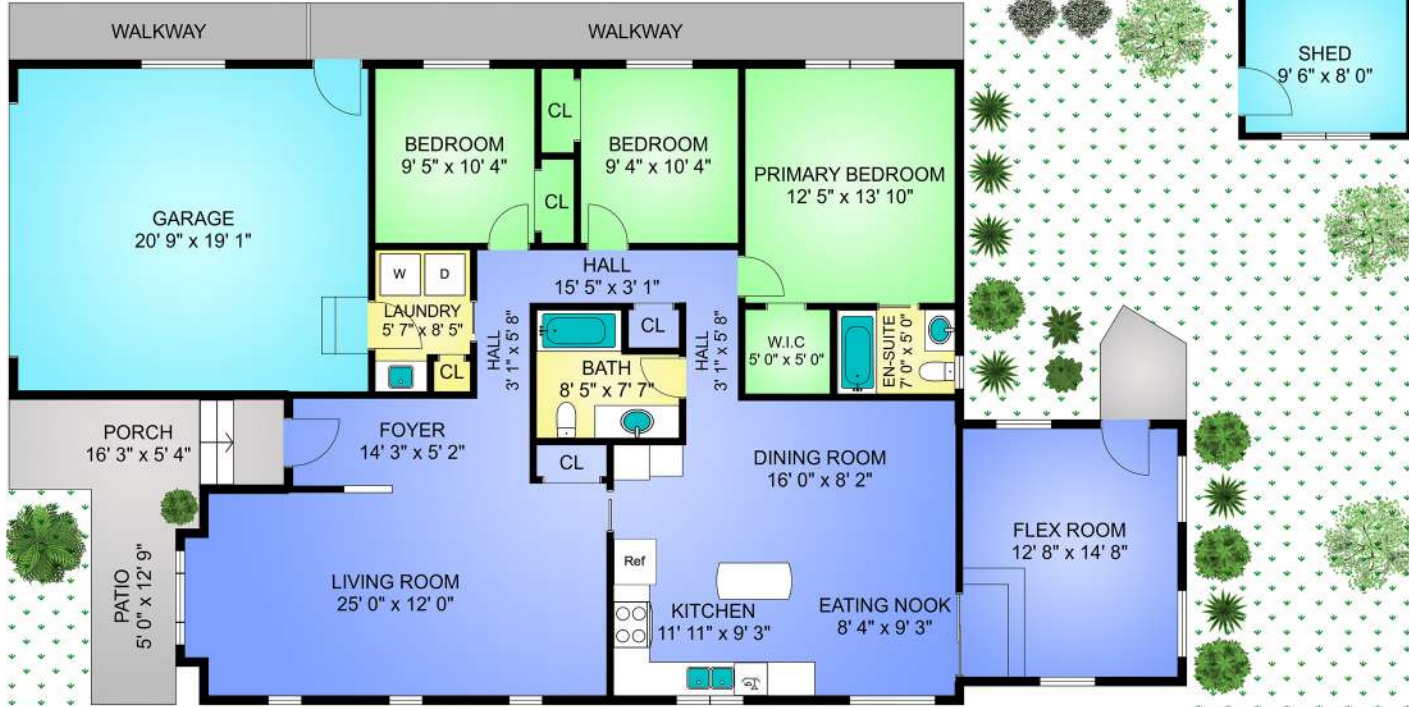 WALKWAY
WALKWAY
SHED
9' 6" x 8' 0"
BEDROOM
9' 5" x 10' 4"
CL
CL
BEDROOM
9' 4" x 10' 4"
PRIMARY BEDROOM
12' 5" x 13' 10"
GARAGE
20' 9" x 19' 1"
W
D
LAUNDRY
5' 7" x 8' 5"
CL
HALL
15' 5" x 3' 1"
HALL
3' 1" x 5' 8"
CL
BATH
8' 5" x 7' 7"
HALL
3' 1" x 5' 8"
W.I.C
5' 0" x 5' 0"
EN-SUITE
7' 0" x 5' 0"
PORCH
16' 3" x 5' 4"
FOYER
14' 3" x 5' 2"
CL
DINING ROOM
16' 0" x 8' 2"
FLEX ROOM
12' 8" x 14' 8"
PATIO
5' 0" x 12' 9"
LIVING ROOM
25' 0" x 12' 0"
Ref
KITCHEN
11' 11" x 9' 3"
EATING NOOK
8' 4" x 9' 3"